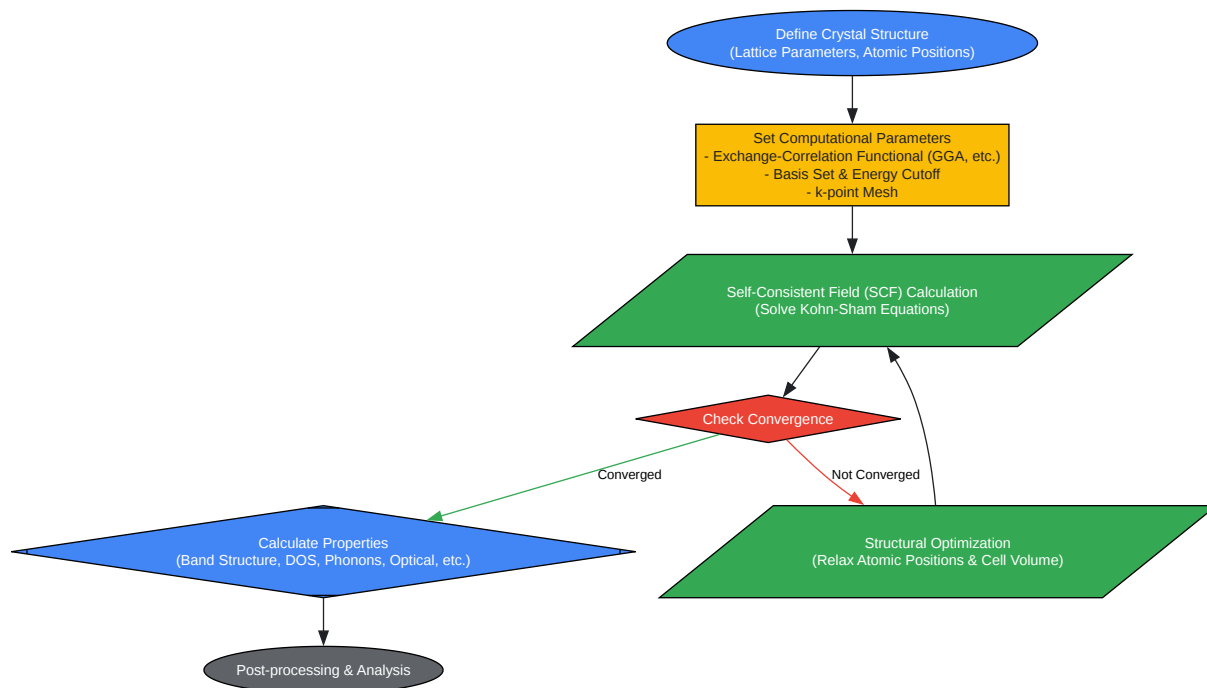 Define Crystal Structure
(Lattice Parameters, Atomic Positions)
Set Computational Parameters
- Exchange-Correlation Functional (GGA, etc.)
- Basis Set & Energy Cutoff
- k-point Mesh
Self-Consistent Field (SCF) Calculation
(Solve Kohn-Sham Equations)
Check Convergence
Converged
Not Converged
Calculate Properties
(Band Structure, DOS, Phonons, Optical, etc.)
Structural Optimization
(Relax Atomic Positions & Cell Volume)
Post-processing & Analysis